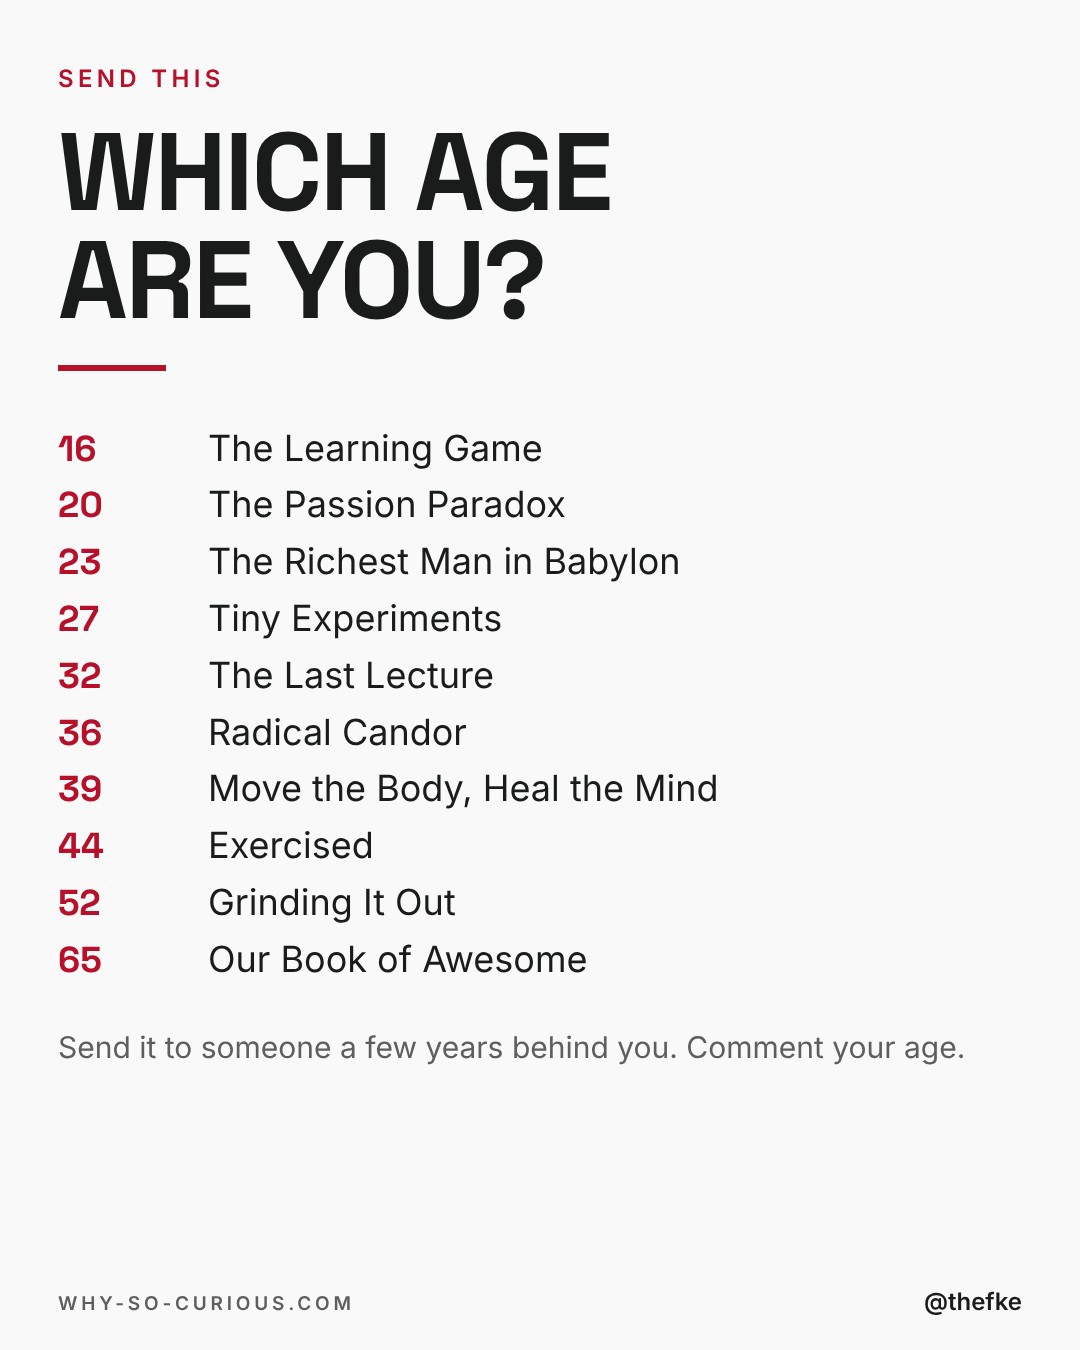 SEND THIS
WHICH AGE
ARE YOU?
16 The Learning Game
20 The Passion Paradox
23 The Richest Man in Babylon
27 Tiny Experiments
32 The Last Lecture
36 Radical Candor
39 Move the Body, Heal the Mind
44 Exercised
52 Grinding It Out
65 Our Book of Awesome
Send it to someone a few years behind you. Comment your age.
WHY-SO-CURIOUS.COM @thefke